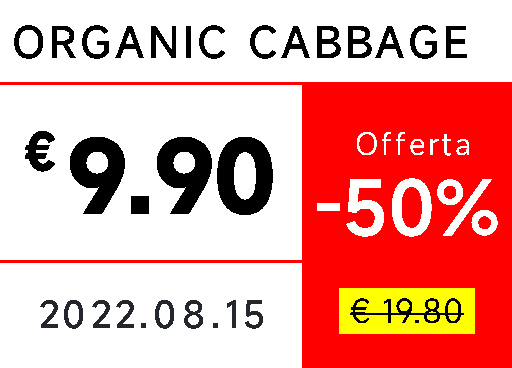 ORGANIC CABBAGE
€ 9.90
Offerta
-50%
2022.08.15
€ 19.80